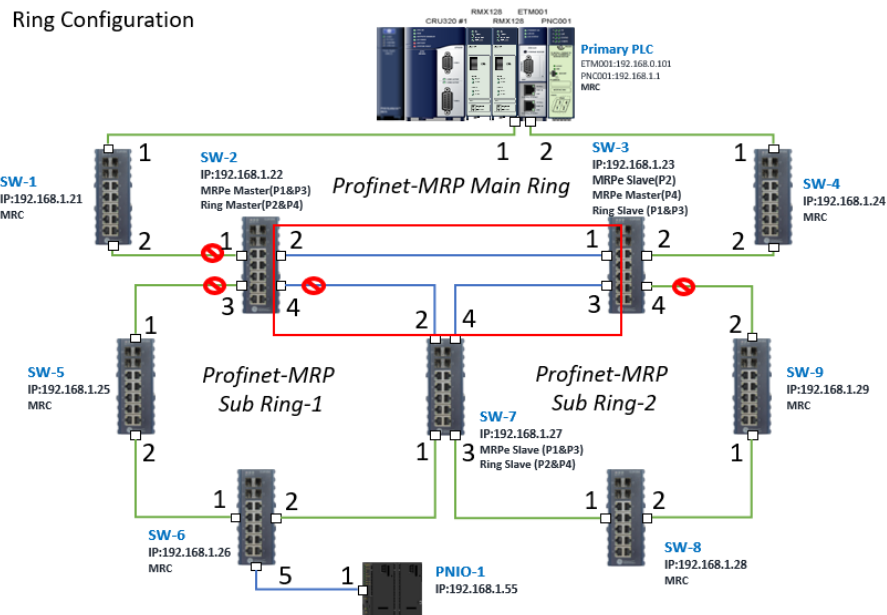 Ring Configuration
RMX128 ETM001
CRU320 #1 RMX128 PNC001
Primary PLC
ETM001:192.168.0.101
PNC001:192.168.1.1
MRC
1 2
SW-1
IP:192.168.1.21
MRC
1
2
SW-2
IP:192.168.1.22
MRPe Master(P1&P3)
Ring Master(P2&P4)
Profinet-MRP Main Ring
SW-3
IP:192.168.1.23
MRPe Slave(P2)
MRPe Master(P4)
Ring Slave (P1&P3)
1
2
SW-4
IP:192.168.1.24
MRC
1 2
3 4
1 2
3 4
SW-5
IP:192.168.1.25
MRC
1
2
Profinet-MRP
Sub Ring-1
2 4
1 3
SW-7
IP:192.168.1.27
MRPe Slave (P1&P3)
Ring Slave (P2&P4)
Profinet-MRP
Sub Ring-2
2
1
SW-9
IP:192.168.1.29
MRC
1 2
SW-6
IP:192.168.1.26
MRC
5 1
PNIO-1
IP:192.168.1.55
1 2
SW-8
IP:192.168.1.28
MRC